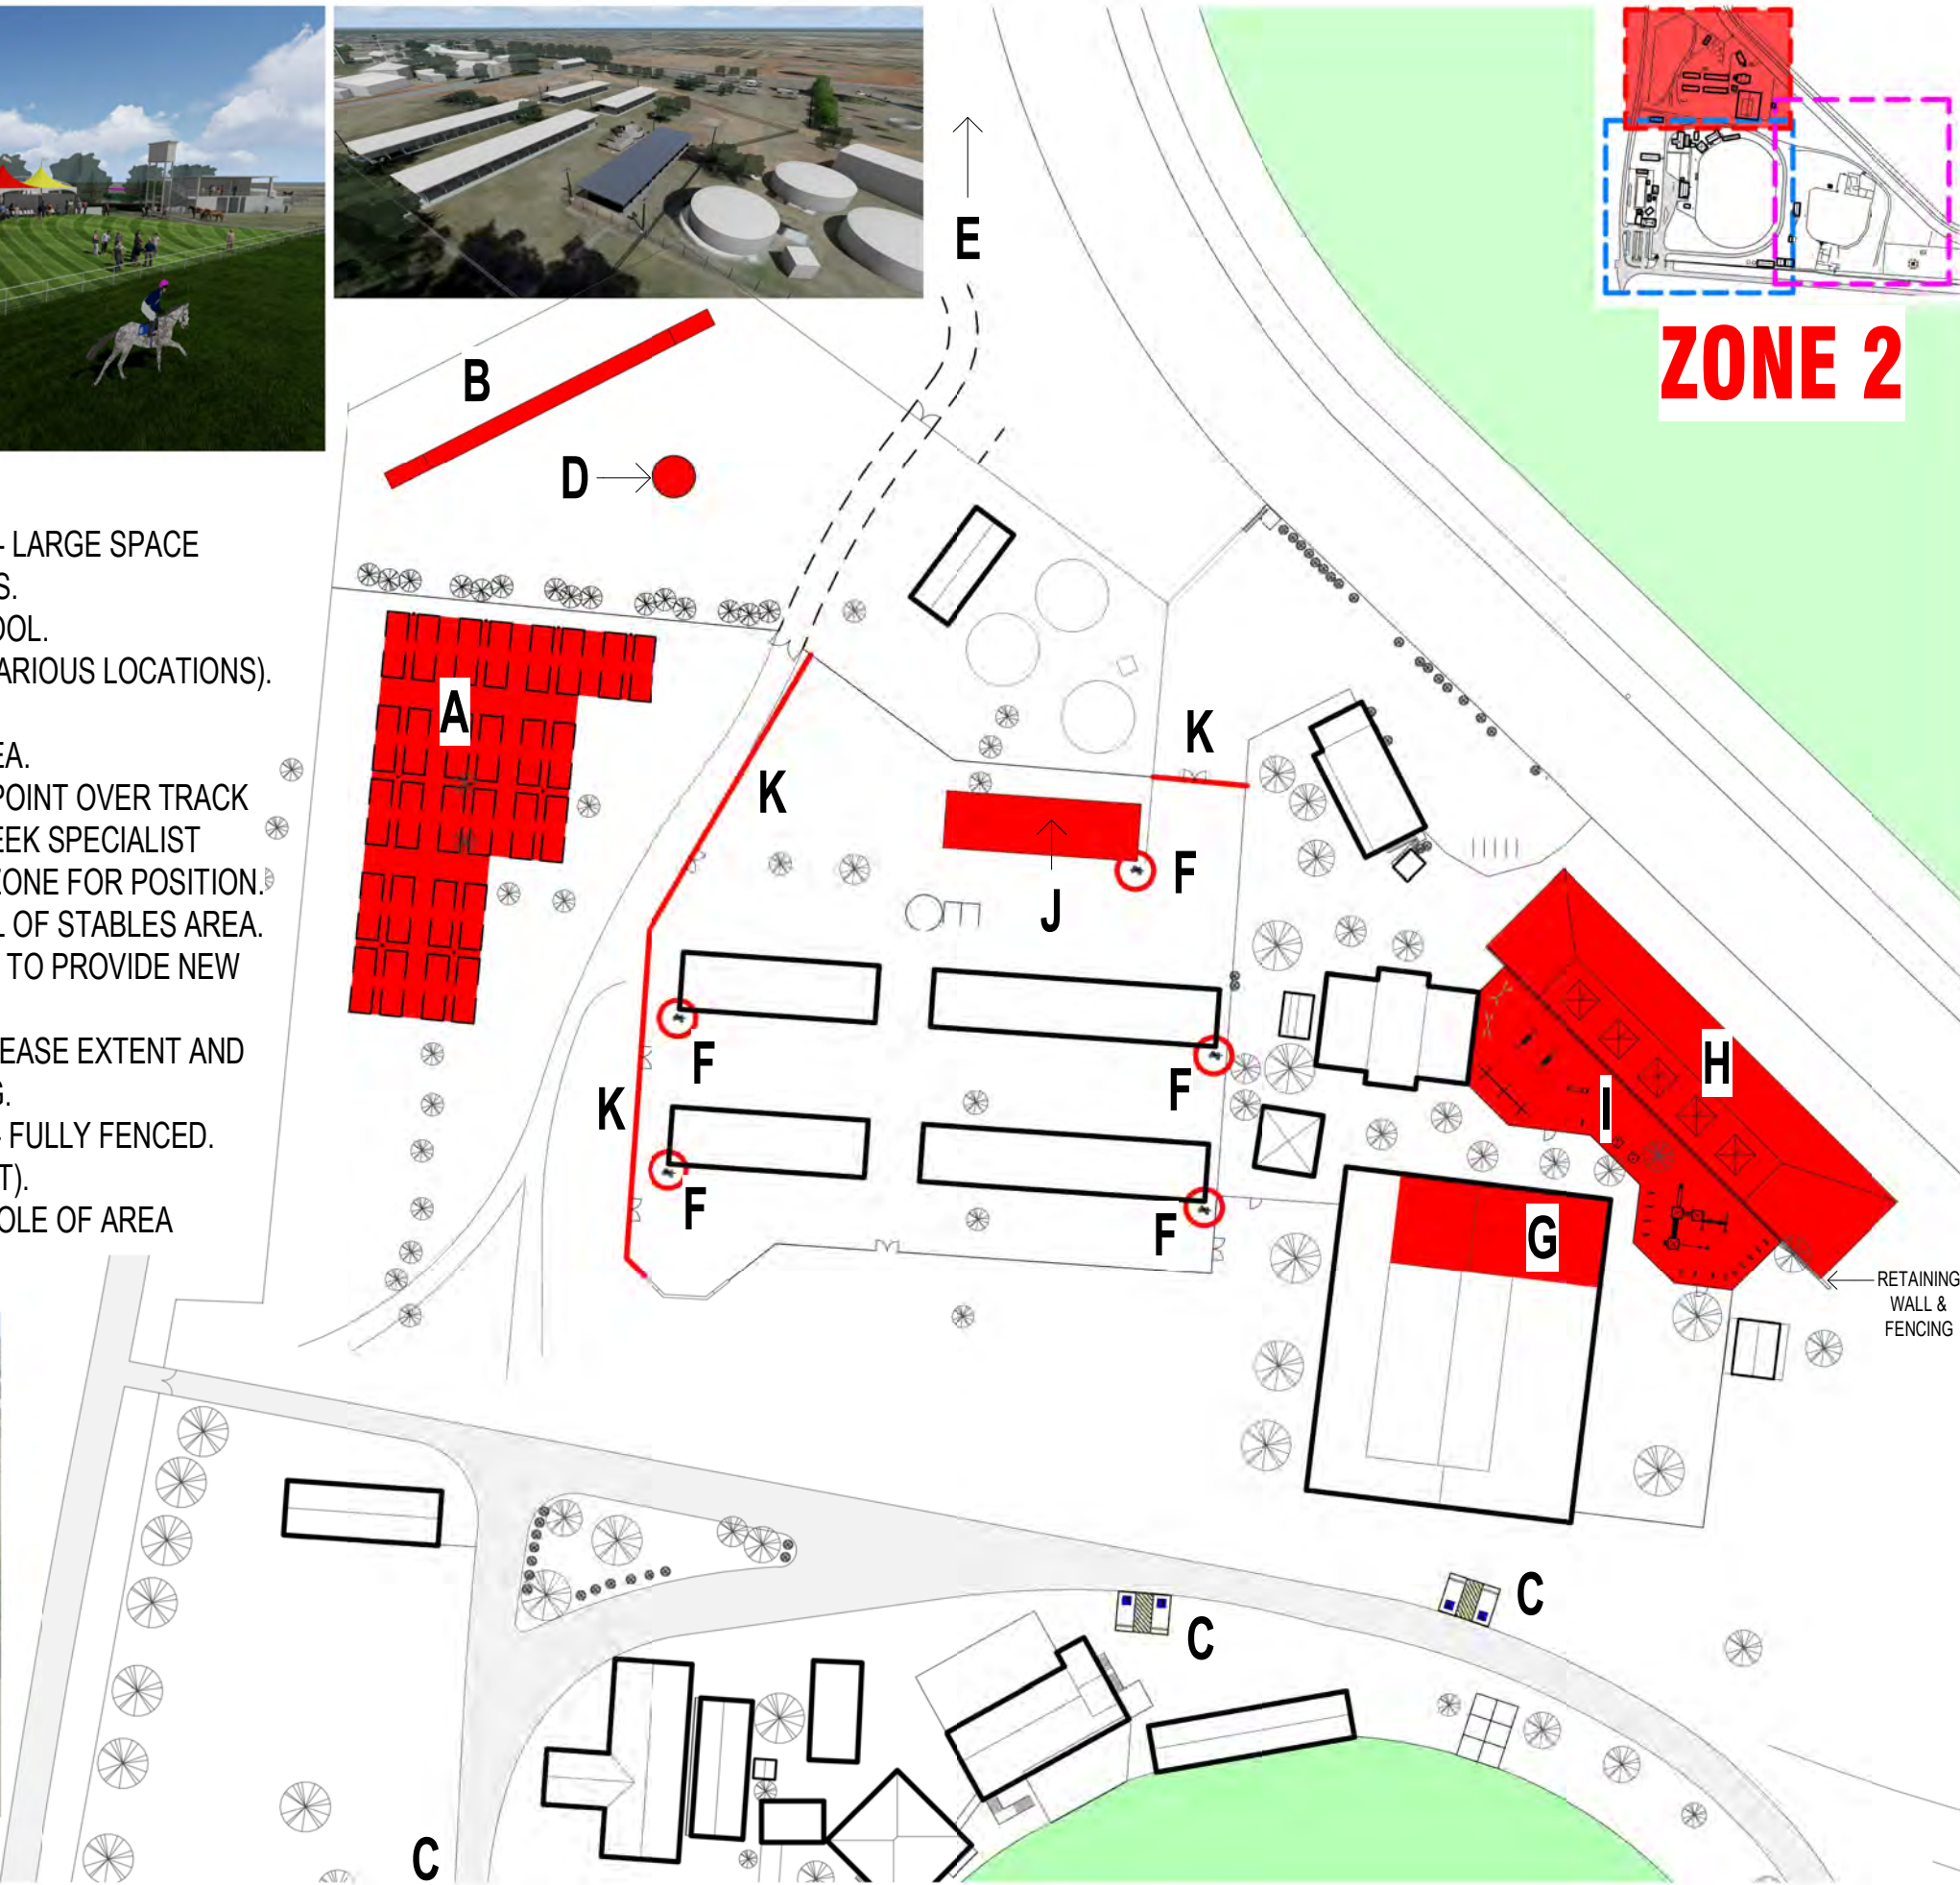 ZONE 2
E
B
D
- LARGE SPACE
S.
OOL.
ARIOUS LOCATIONS).
EA.
POINT OVER TRACK
EEK SPECIALIST
ZONE FOR POSITION.
L OF STABLES AREA.
TO PROVIDE NEW
EASE EXTENT AND
G.
- FULLY FENCED.
T).
OLE OF AREA
A
K
K
F
J
F
F
K
H
I
F
F
G
RETAINING
WALL &
FENCING
C
C
C